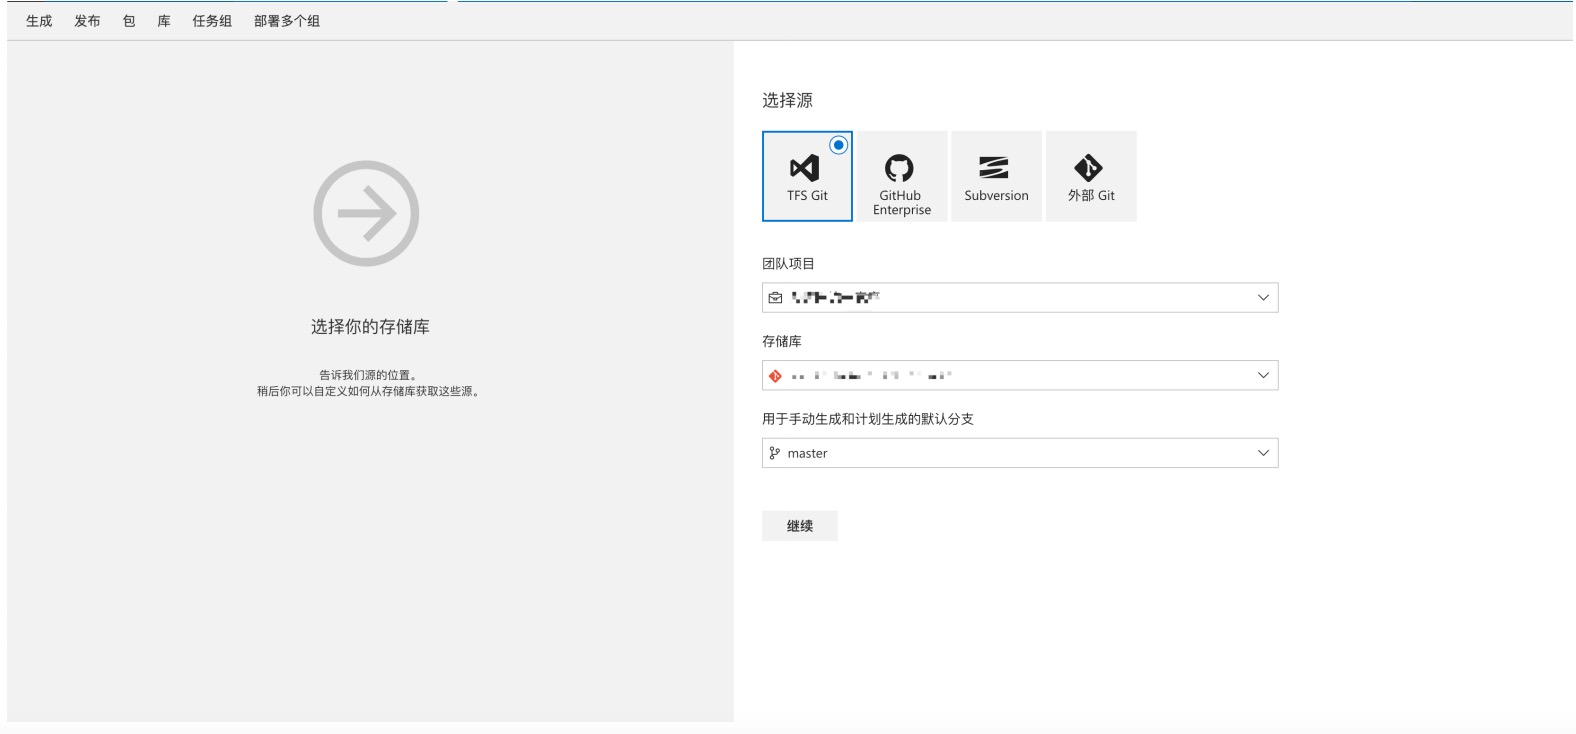 生成 发布 包 库 任务组 部署多个组
选择你的存储库
告诉我们源的位置。
稍后你可以自定义如何从存储库获取这些源。
选择源
TFS Git
GitHub
Enterprise
Subversion
外部 Git
团队项目
存储库
用于手动生成和计划生成的默认分支
master
继续